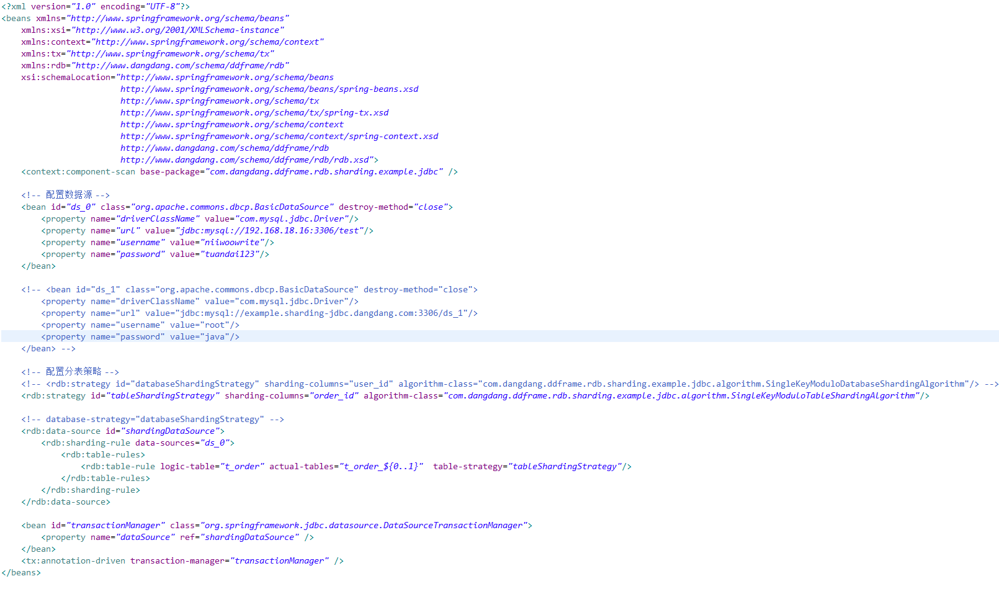 <?xml version="1.0" encoding="UTF-8"?>
<beans xmlns="http://www.springframework.org/schema/beans"
    xmlns:xsi="http://www.w3.org/2001/XMLSchema-instance"
    xmlns:context="http://www.springframework.org/schema/context"
    xmlns:tx="http://www.springframework.org/schema/tx"
    xmlns:rdb="http://www.dangdang.com/schema/ddframe/rdb"
    xsi:schemaLocation="http://www.springframework.org/schema/beans
                        http://www.springframework.org/schema/beans/spring-beans.xsd
                        http://www.springframework.org/schema/tx
                        http://www.springframework.org/schema/tx/spring-tx.xsd
                        http://www.springframework.org/schema/context
                        http://www.springframework.org/schema/context/spring-context.xsd
                        http://www.dangdang.com/schema/ddframe/rdb
                        http://www.dangdang.com/schema/ddframe/rdb/rdb.xsd">
    <context:component-scan base-package="com.dangdang.ddframe.rdb.sharding.example.jdbc" />

    <!-- 配置数据源 -->
    <bean id="ds_0" class="org.apache.commons.dbcp.BasicDataSource" destroy-method="close">
        <property name="driverClassName" value="com.mysql.jdbc.Driver"/>
        <property name="url" value="jdbc:mysql://192.168.18.16:3306/test"/>
        <property name="username" value="niiwoowrite"/>
        <property name="password" value="tuandai123"/>
    </bean>

    <!-- <bean id="ds_1" class="org.apache.commons.dbcp.BasicDataSource" destroy-method="close">
        <property name="driverClassName" value="com.mysql.jdbc.Driver"/>
        <property name="url" value="jdbc:mysql://example.sharding-jdbc.dangdang.com:3306/ds_1"/>
        <property name="username" value="root"/>
        <property name="password" value="java"/>
    </bean> -->

    <!-- 配置分表策略 -->
    <!-- <rdb:strategy id="databaseShardingStrategy" sharding-columns="user_id" algorithm-class="com.dangdang.ddframe.rdb.sharding.example.jdbc.algorithm.SingleKeyModuloDatabaseShardingAlgorithm"/> -->
    <rdb:strategy id="tableShardingStrategy" sharding-columns="order_id" algorithm-class="com.dangdang.ddframe.rdb.sharding.example.jdbc.algorithm.SingleKeyModuloTableShardingAlgorithm"/>

    <!-- database-strategy="databaseShardingStrategy" -->
    <rdb:data-source id="shardingDataSource">
        <rdb:sharding-rule data-sources="ds_0">
            <rdb:table-rules>
                <rdb:table-rule logic-table="t_order" actual-tables="t_order_${0..1}"  table-strategy="tableShardingStrategy"/>
            </rdb:table-rules>
        </rdb:sharding-rule>
    </rdb:data-source>

    <bean id="transactionManager" class="org.springframework.jdbc.datasource.DataSourceTransactionManager">
        <property name="dataSource" ref="shardingDataSource" />
    </bean>
    <tx:annotation-driven transaction-manager="transactionManager" />
</beans>